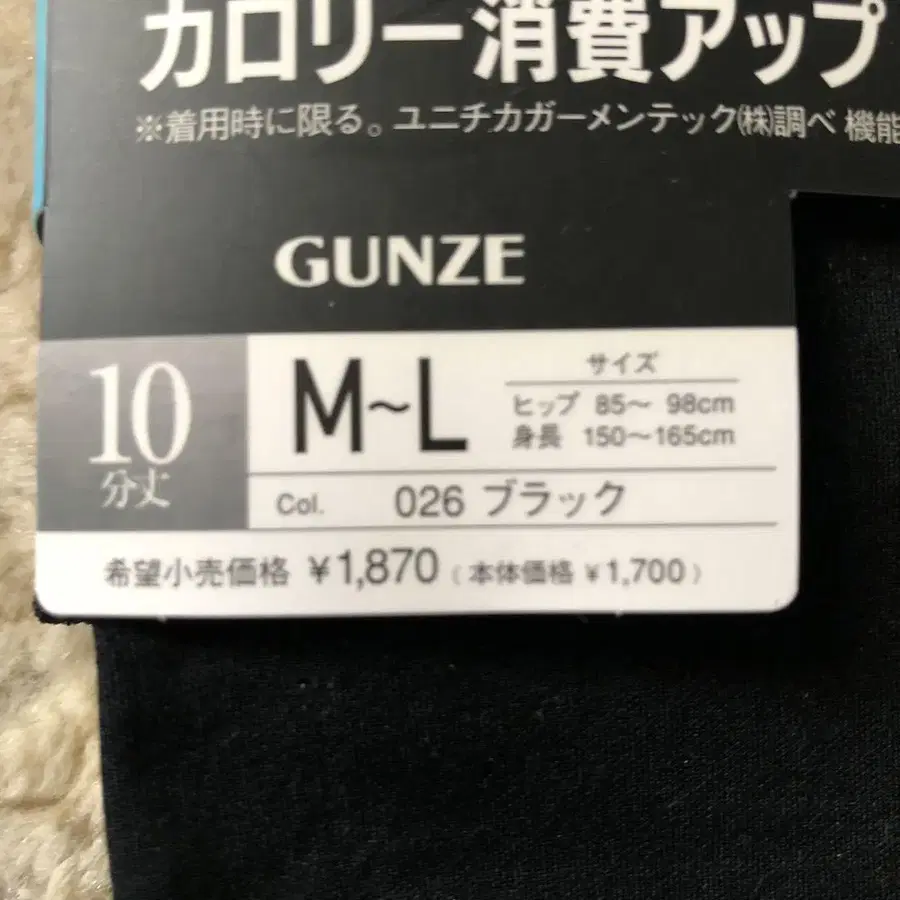 カロリー消費アップ
※着用時に限る。ユニチカガーメンテック㈱調べ 機能
GUNZE
10
分丈
M~L
サイズ
ヒップ 85~ 98cm
身長 150~165cm
Col. 026 ブラック
希望小売価格 ¥1,870 (本体価格 ¥1,700)